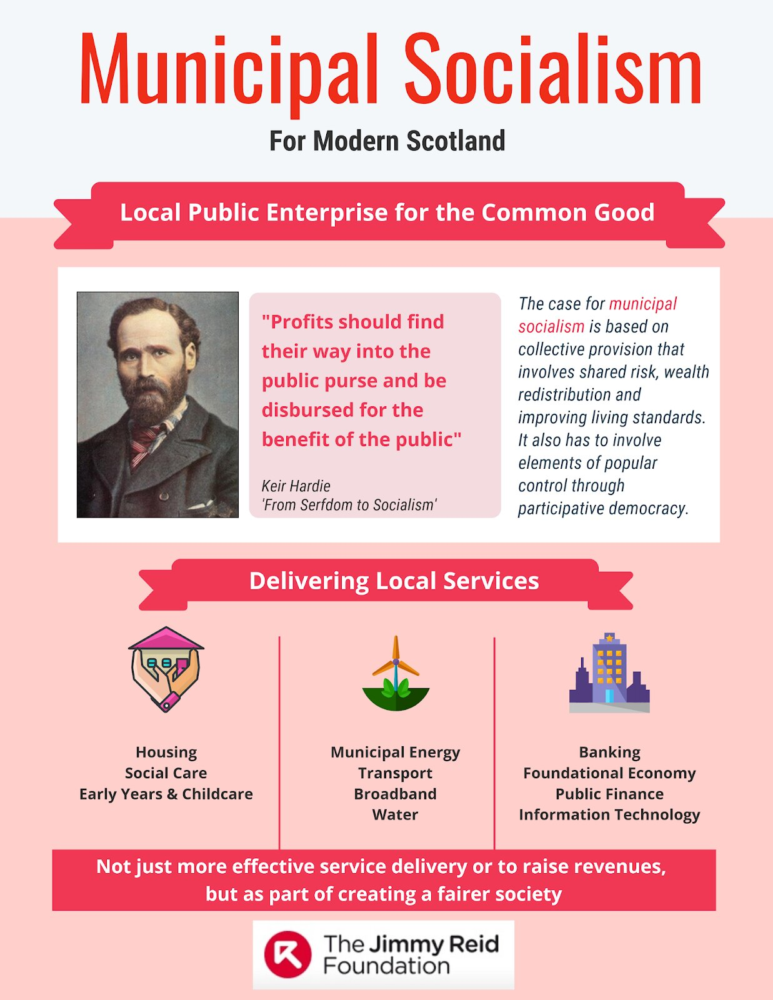 Municipal Socialism
For Modern Scotland
Local Public Enterprise for the Common Good
"Profits should find
their way into the
public purse and be
disbursed for the
benefit of the public"
Keir Hardie
'From Serfdom to Socialism'
The case for municipal
socialism is based on
collective provision that
involves shared risk, wealth
redistribution and
improving living standards.
It also has to involve
elements of popular
control through
participative democracy.
Delivering Local Services
Housing
Social Care
Early Years & Childcare
Municipal Energy
Transport
Broadband
Water
Banking
Foundational Economy
Public Finance
Information Technology
Not just more effective service delivery or to raise revenues,
but as part of creating a fairer society
The Jimmy Reid
Foundation